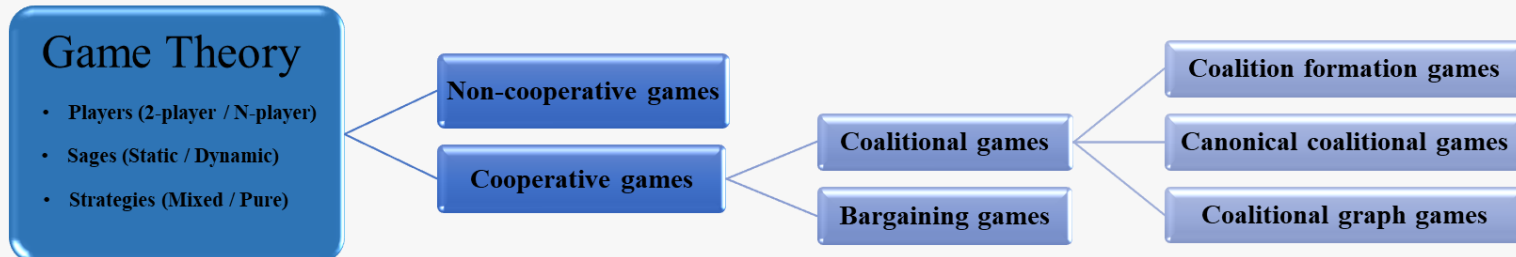 Game Theory
• Players (2-player / N-player)
• Sages (Static / Dynamic)
• Strategies (Mixed / Pure)
Non-cooperative games
Cooperative games
Coalitional games
Bargaining games
Coalition formation games
Canonical coalitional games
Coalitional graph games